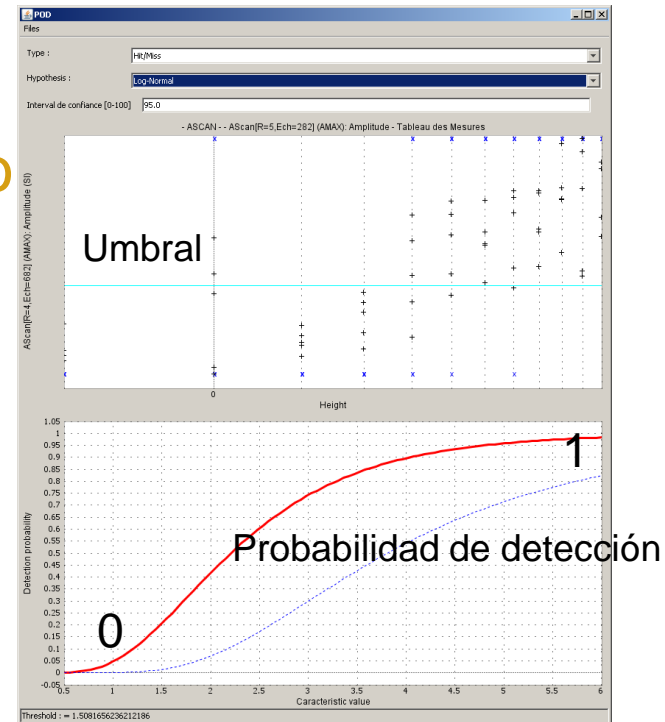 POD
Files
Type :
Hit/Miss
Hypothesis :
Log-Normal
Interval de confiance [0-100]
95.0
- ASCAN - - AScan[R=5,Ech=282] (AMAX): Amplitude - Tableau des Mesures
AScan[R=4,Ech=682] (AMAX): Amplitude (SI)
Umbral
0
Height
1.05
1
0.95
0.9
0.85
0.8
0.75
0.7
0.65
0.6
0.55
0.5
0.45
0.4
0.35
0.3
0.25
0.2
0.15
0.1
0.05
0
-0.05
Detection probability
1
Probabilidad de detección
0
0.5
1
1.5
2
2.5
3
3.5
4
4.5
5
5.5
6
Caracteristic value
Threshold : = 1.5081656236212186